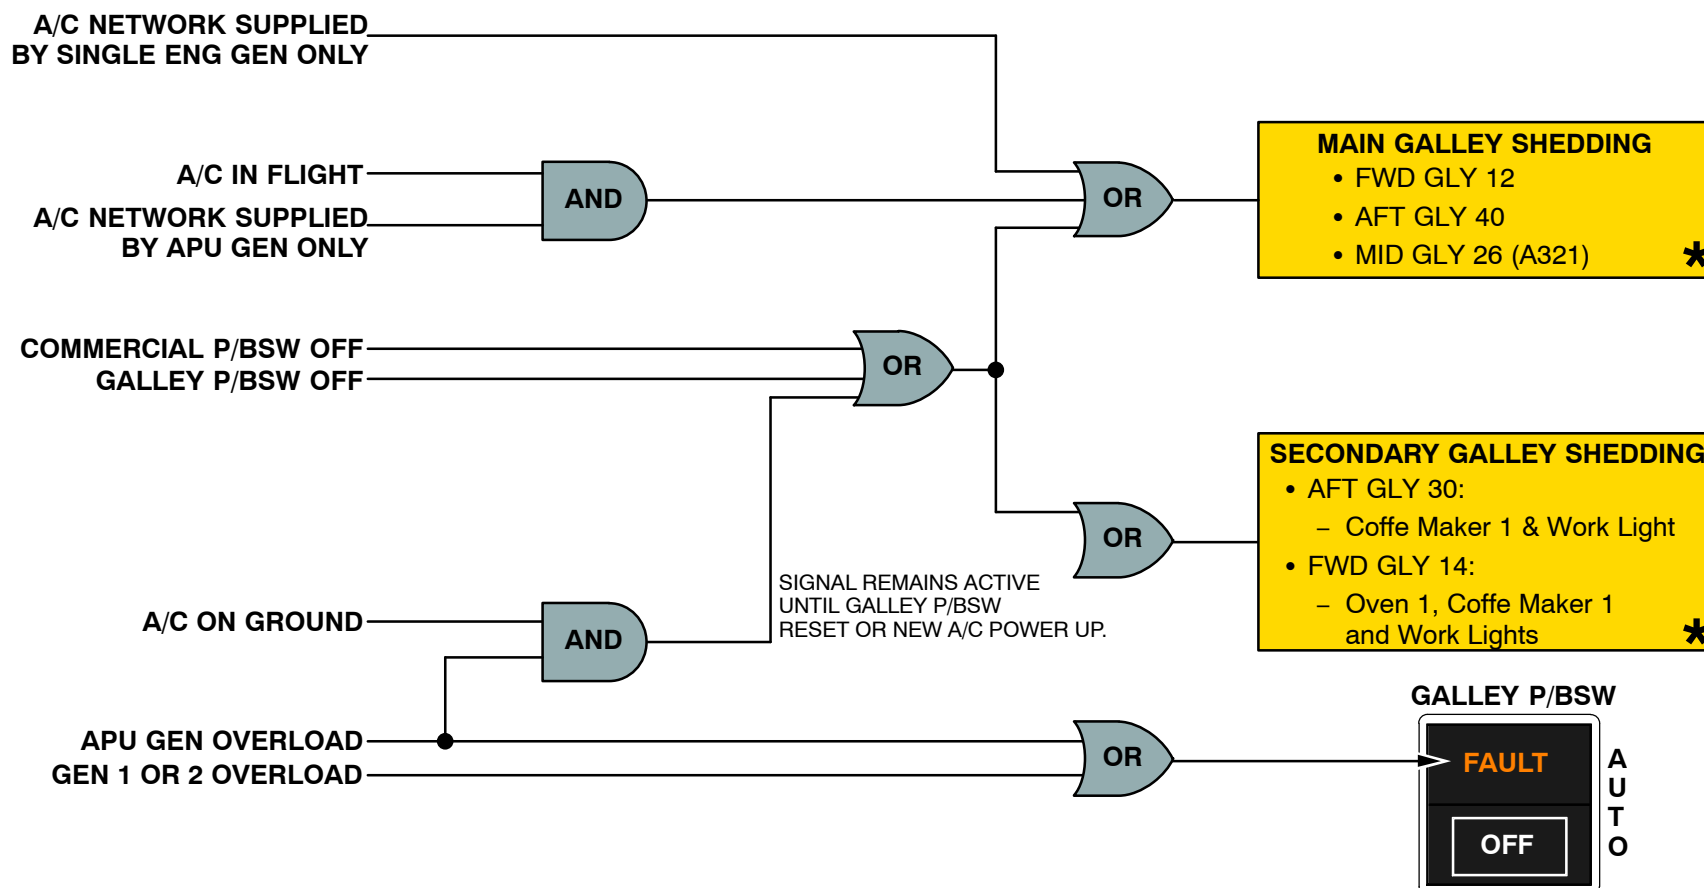 A/C NETWORK SUPPLIED
BY SINGLE ENG GEN ONLY
A/C IN FLIGHT
A/C NETWORK SUPPLIED
BY APU GEN ONLY
AND
OR
MAIN GALLEY SHEDDING
• FWD GLY 12
• AFT GLY 40
• MID GLY 26 (A321)
*
COMMERCIAL P/BSW OFF
GALLEY P/BSW OFF
OR
SECONDARY GALLEY SHEDDING
• AFT GLY 30:
– Coffe Maker 1 & Work Light
• FWD GLY 14:
– Oven 1, Coffe Maker 1
and Work Lights
*
OR
SIGNAL REMAINS ACTIVE
UNTIL GALLEY P/BSW
RESET OR NEW A/C POWER UP.
A/C ON GROUND
AND
APU GEN OVERLOAD
GEN 1 OR 2 OVERLOAD
OR
GALLEY P/BSW
FAULT
OFF
A
U
T
O